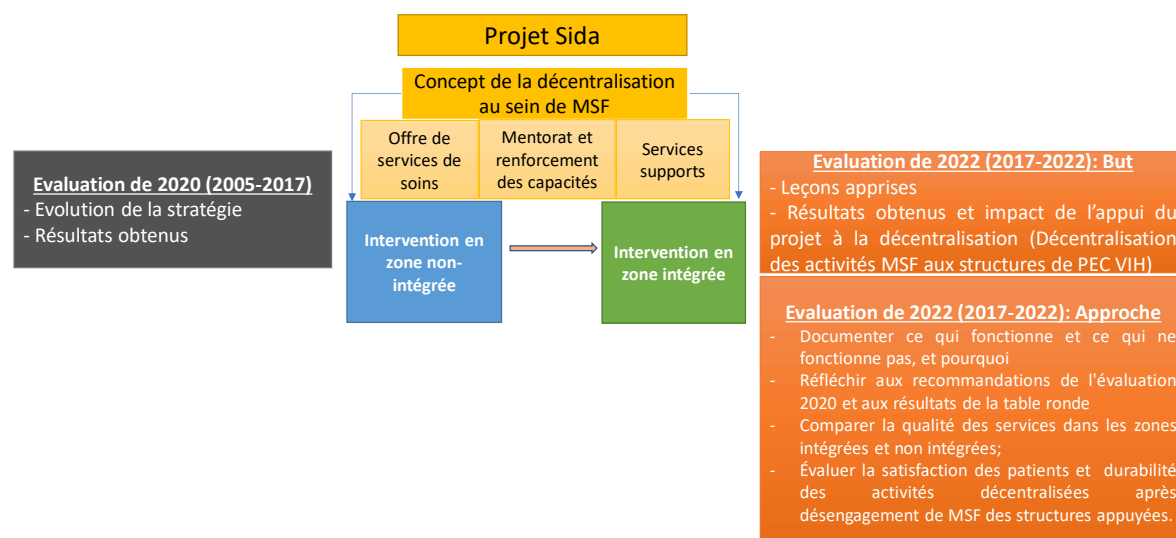 Projet Sida
Concept de la décentralisation
au sein de MSF
Offre de
services de
soins
Mentorat et
renforcement
des capacités
Services
supports
Evaluation de 2020 (2005-2017)
- Evolution de la stratégie
- Résultats obtenus
Intervention en
zone non-
intégrée
Intervention en
zone intégrée
Evaluation de 2022 (2017-2022): But
- Leçons apprises
- Résultats obtenus et impact de l’appui du
projet à la décentralisation (Décentralisation
des activités MSF aux structures de PEC VIH)
Evaluation de 2022 (2017-2022): Approche
- Documenter ce qui fonctionne et ce qui ne
fonctionne pas, et pourquoi
- Réfléchir aux recommandations de l'évaluation
2020 et aux résultats de la table ronde
- Comparer la qualité des services dans les zones
intégrées et non intégrées;
- Évaluer la satisfaction des patients et durabilité
des activités décentralisées après
désengagement de MSF des structures appuyées.